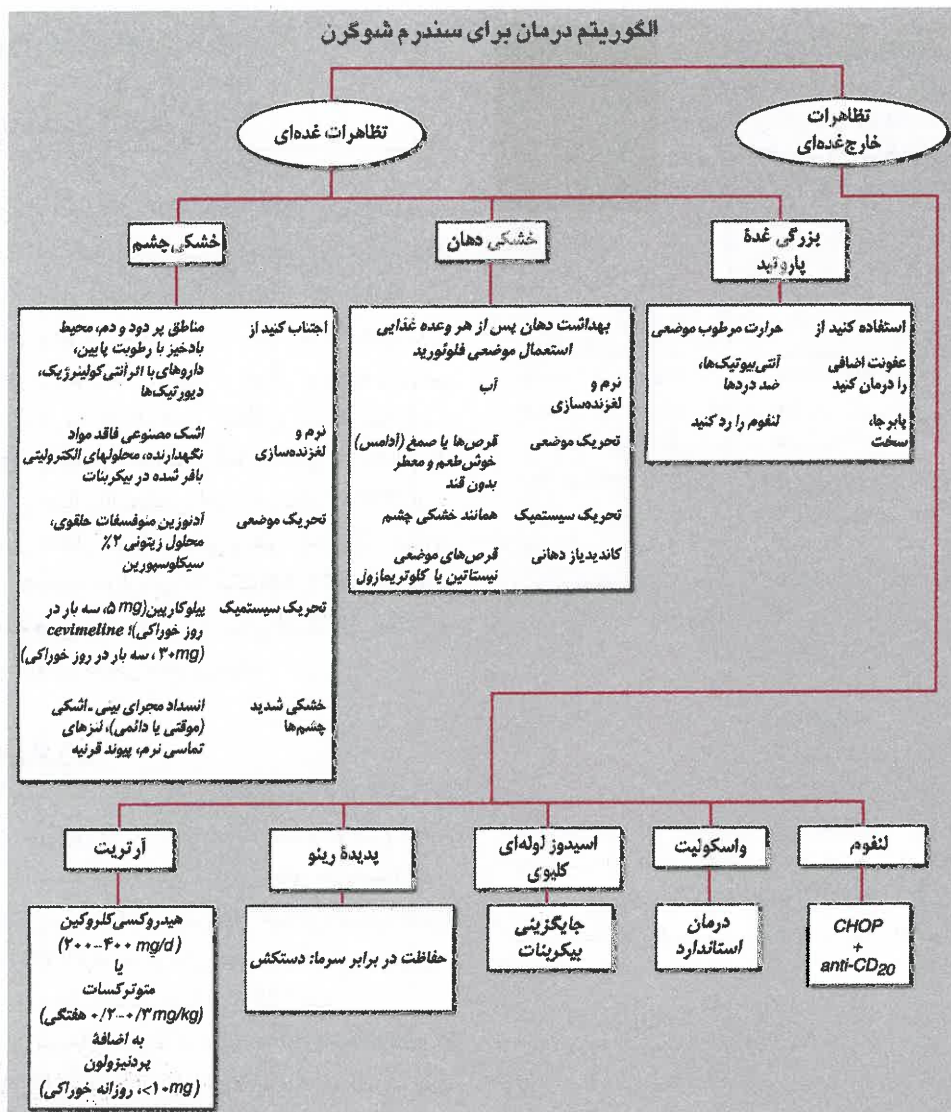 الگوریتم درمان برای سندرم شوگرن
تظاهرات
خارج‌غده‌ای
تظاهرات غده‌ای
بزرگی غدهٔ
پاروتید
خشکی دهان
خشکی چشم
استفاده کنید از حرارت مرطوب موضعی
عفونت اضافی آنتی‌بیوتیک‌ها،
را درمان کنید ضد دردها
پابرجا، لنفوم را رد کنید
سخت
بهداشت دهان پس از هر وعده غذایی
استعمال موضعی فلوئورید
نرم و آب
لغزنده‌سازی
تحریک موضعی قرص‌ها یا صمغ (آدامس)
خوش‌طعم و معطر
بدون قند
تحریک سیستمیک همانند خشکی چشم
کاندیدیاز دهانی قرص‌های موضعی
نیستاتین یا کلوتریمازول
اجتناب کنید از مناطق پر دود و دم، محیط
بادخیز با رطوبت پایین،
داروهای با اثر آنتی‌کولینرژیک،
دیورتیک‌ها
نرم و اشک مصنوعی فاقد مواد
لغزنده‌سازی نگهدارنده، محلولهای الکترولیتی
بافر شده در بیکربنات
تحریک موضعی آدنوزین منوفسفات حلقوی،
محلول زیتونی ۲٪
سیکلوسپورین
تحریک سیستمیک پیلوکارپین (۵ mg، سه بار در
روز خوراکی)؛ cevimeline
(۳۰ mg، سه بار در روز خوراکی)
خشکی شدید انسداد مجرای بینی ـ اشکی
چشم‌ها (موقتی یا دائمی)، لنزهای
تماسی نرم، پیوند قرنیه
لنفوم
واسکولیت
اسیدوز لوله‌ای
کلیوی
پدیدهٔ رینو
آرتریت
CHOP
+
anti-CD20
درمان
استاندارد
جایگزینی
بیکربنات
حفاظت در برابر سرما: دستکش
هیدروکسی‌کلروکین
(۲۰۰–۴۰۰ mg/d)
یا
متوترکسات
(۰/۲–۰/۳ mg/kg هفتگی)
به اضافهٔ
پردنیزولون
(<۱۰ mg، روزانه خوراکی)